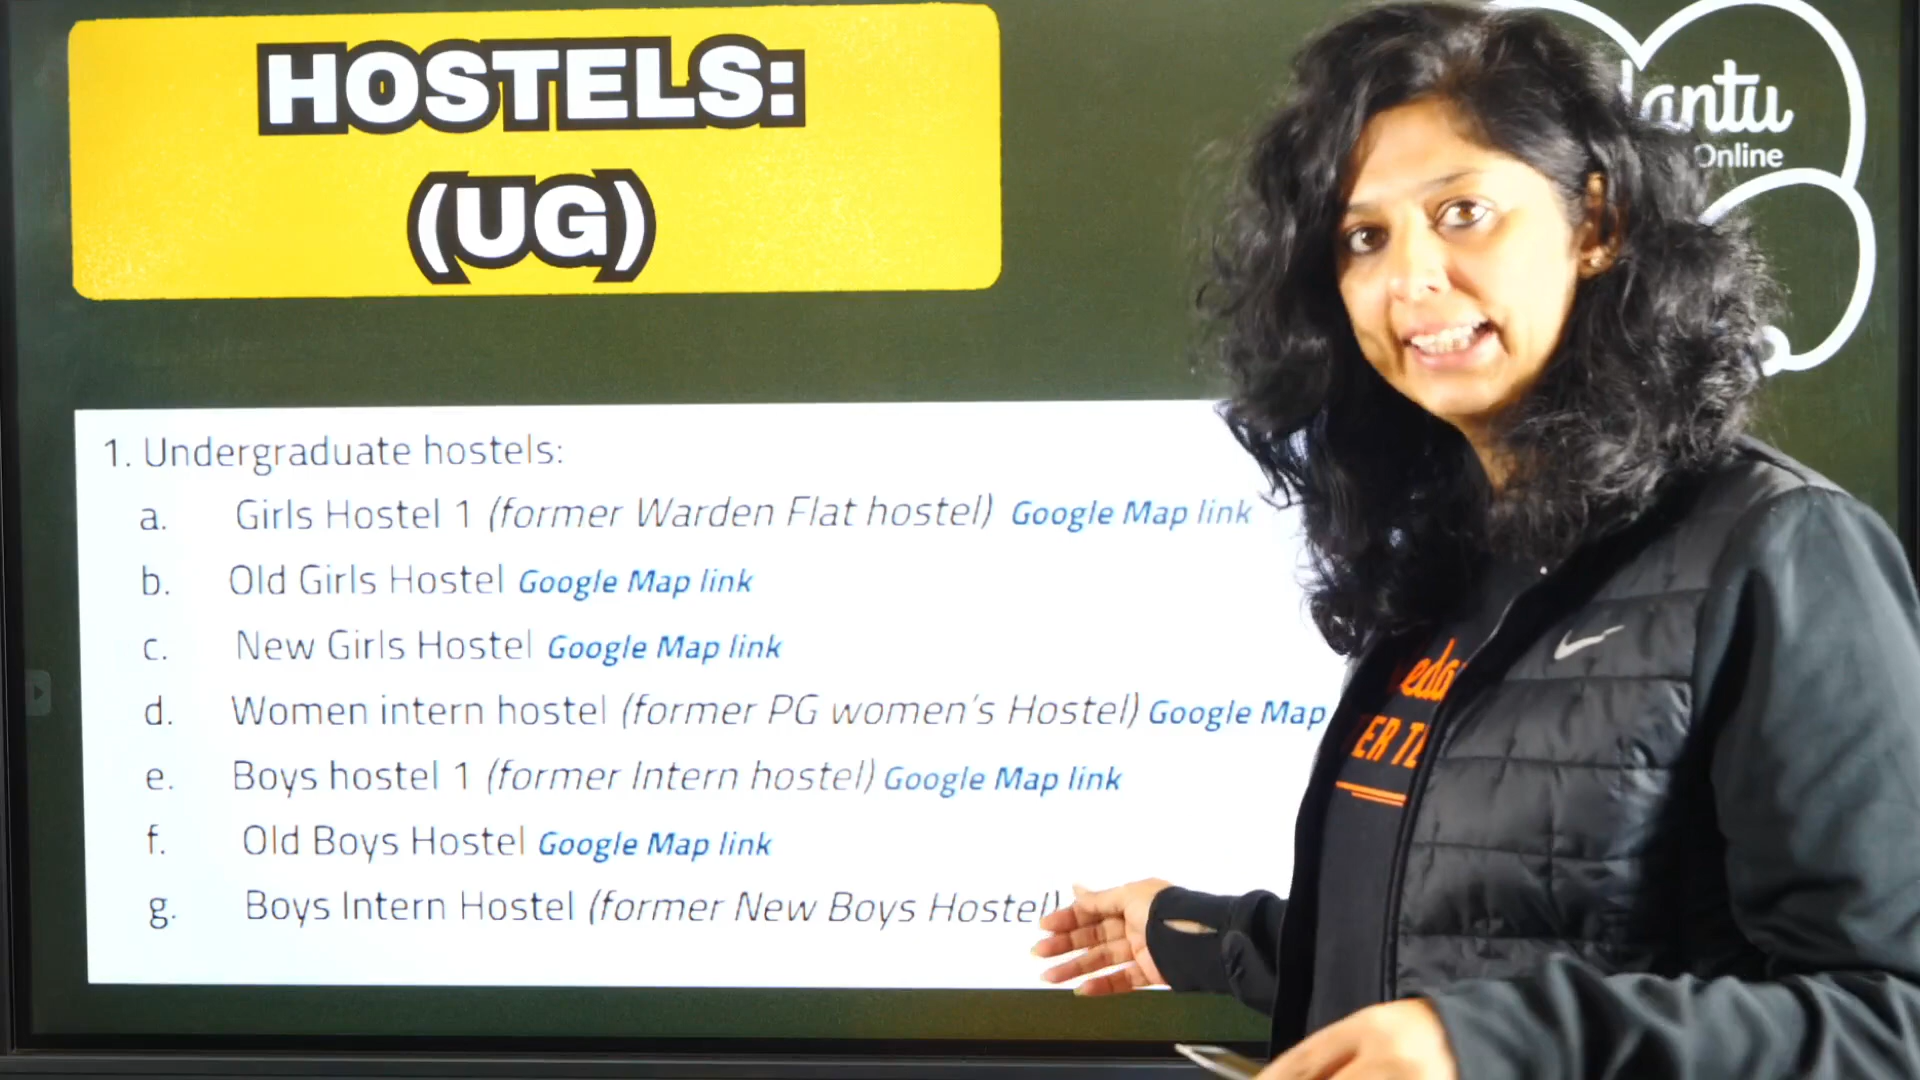 HOSTELS:
(UG)
antu
Online
1. Undergraduate hostels:
a. Girls Hostel 1 (former Warden Flat hostel) Google Map link
b. Old Girls Hostel Google Map link
c. New Girls Hostel Google Map link
d. Women intern hostel (former PG women's Hostel) Google Map
e. Boys hostel 1 (former Intern hostel) Google Map link
f. Old Boys Hostel Google Map link
g. Boys Intern Hostel (former New Boys Hostel)